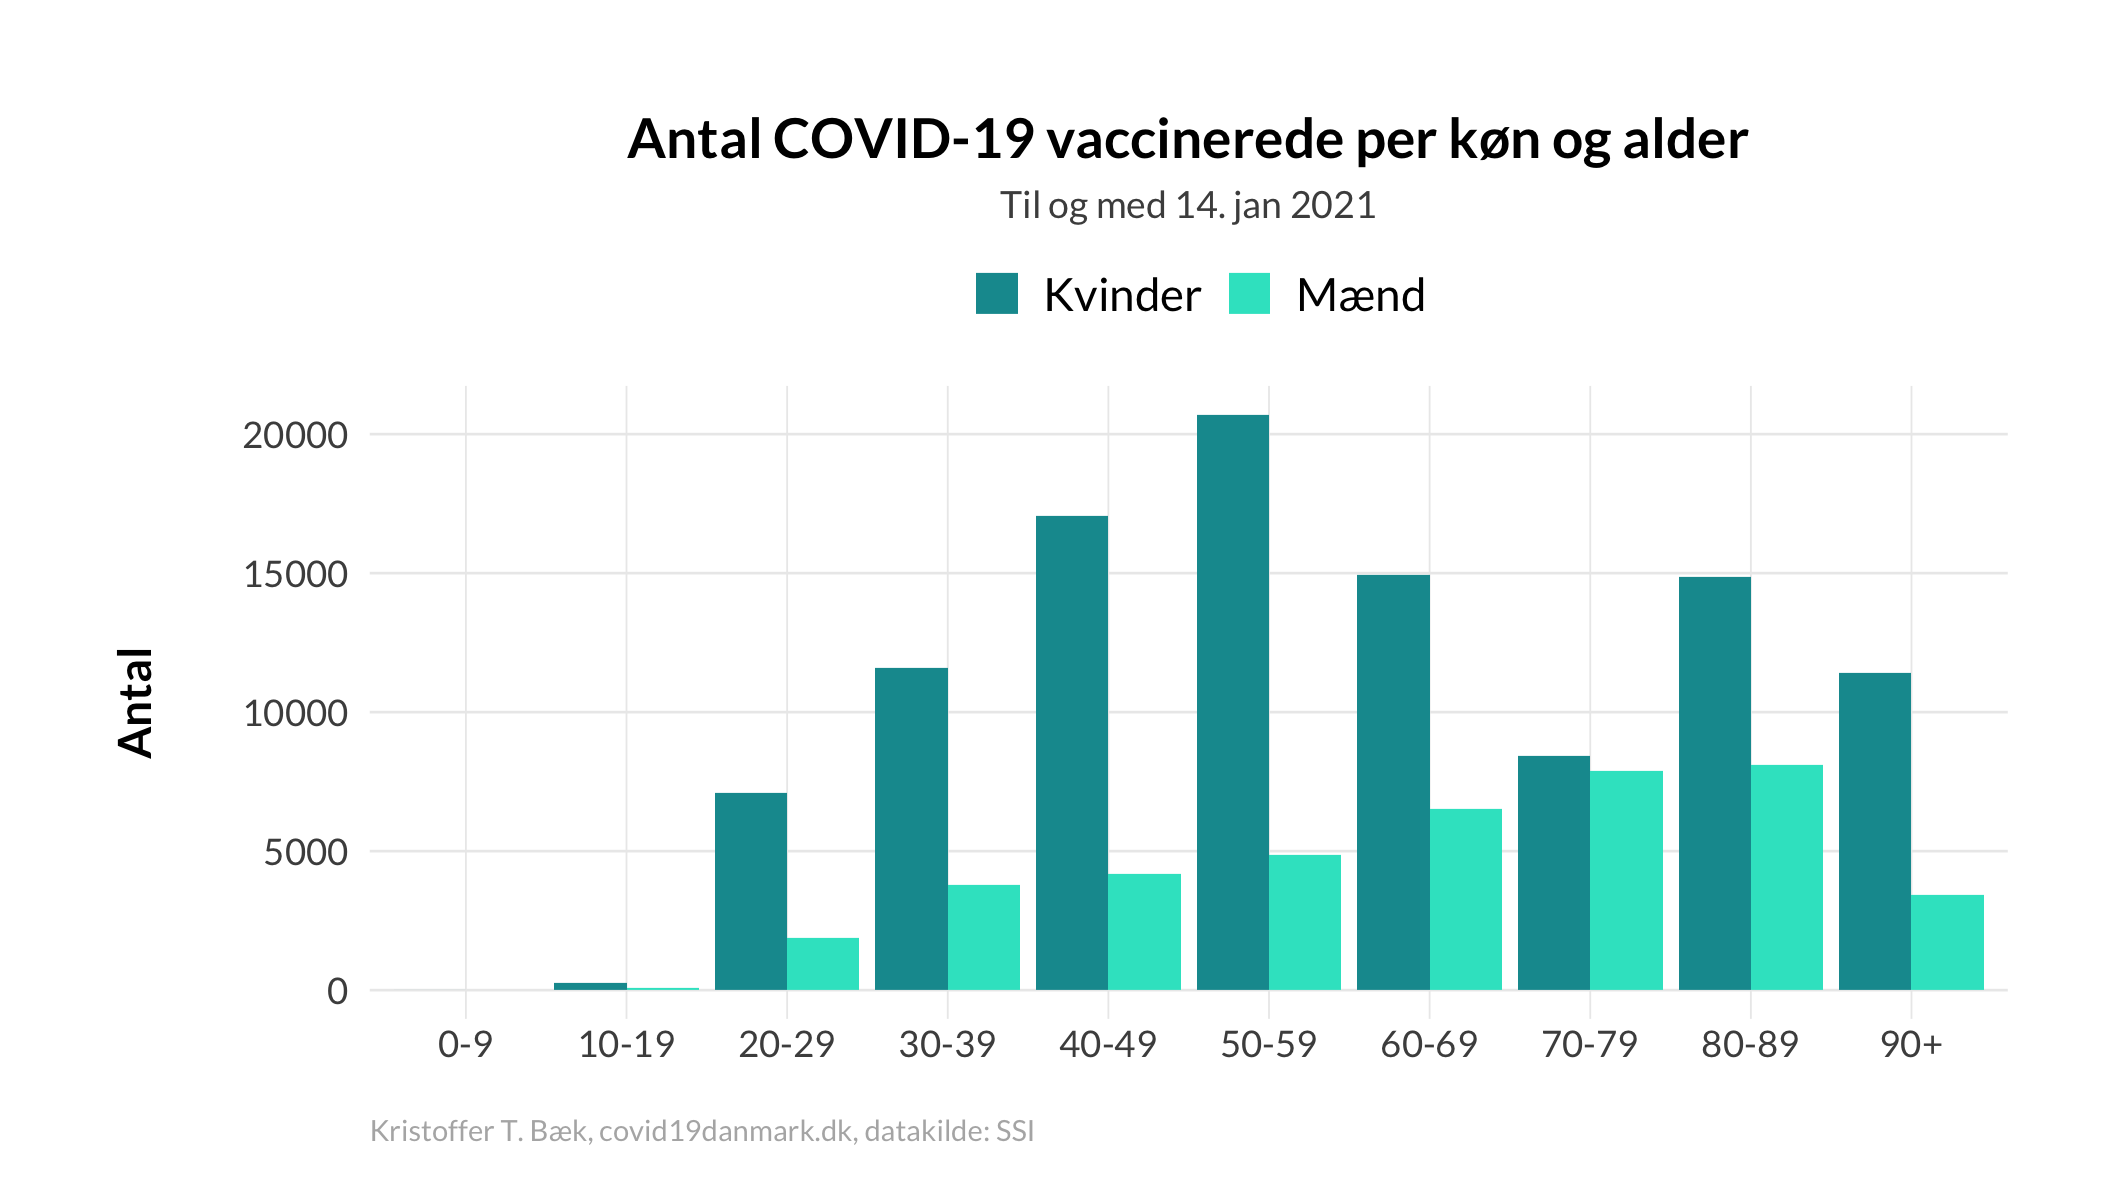 Antal COVID-19 vaccinerede per køn og alder
Til og med 14. jan 2021
Kvinder Mænd
Antal
20000
15000
10000
5000
0
0-9 10-19 20-29 30-39 40-49 50-59 60-69 70-79 80-89 90+
Kristoffer T. Bæk, covid19danmark.dk, datakilde: SSI